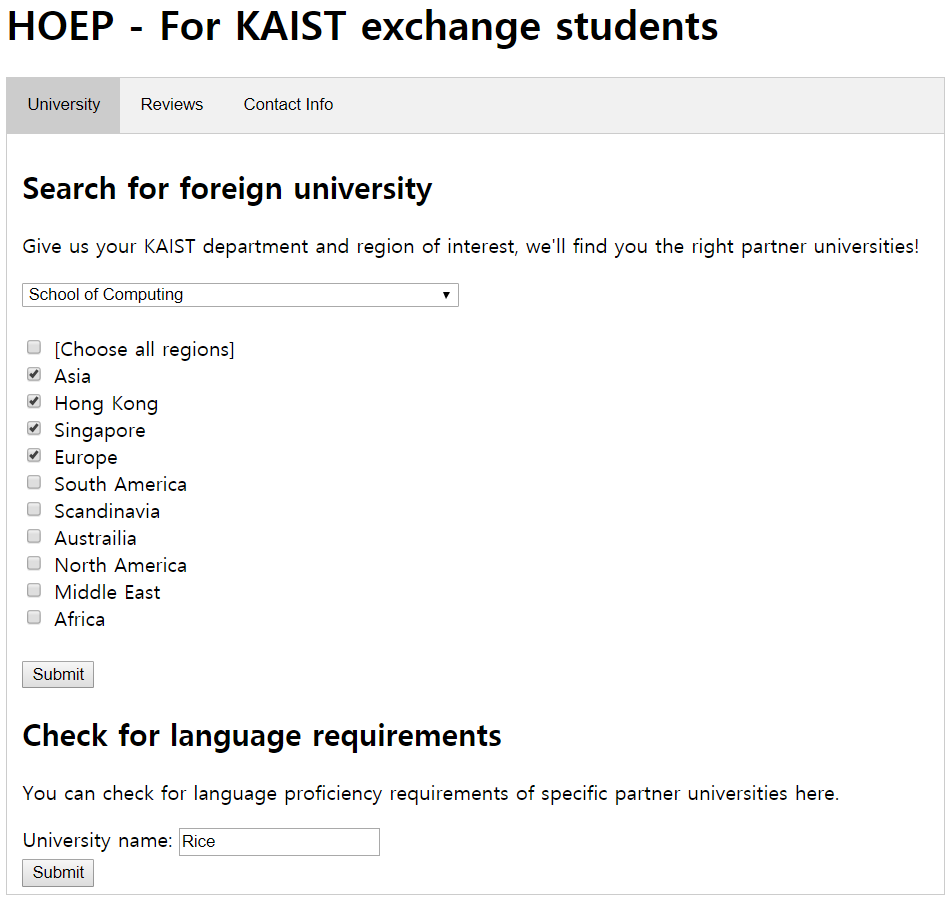 HOEP - For KAIST exchange students
University Reviews Contact Info
Search for foreign university
Give us your KAIST department and region of interest, we'll find you the right partner universities!
School of Computing
[Choose all regions]
Asia
Hong Kong
Singapore
Europe
South America
Scandinavia
Austrailia
North America
Middle East
Africa
Submit
Check for language requirements
You can check for language proficiency requirements of specific partner universities here.
University name: Rice
Submit